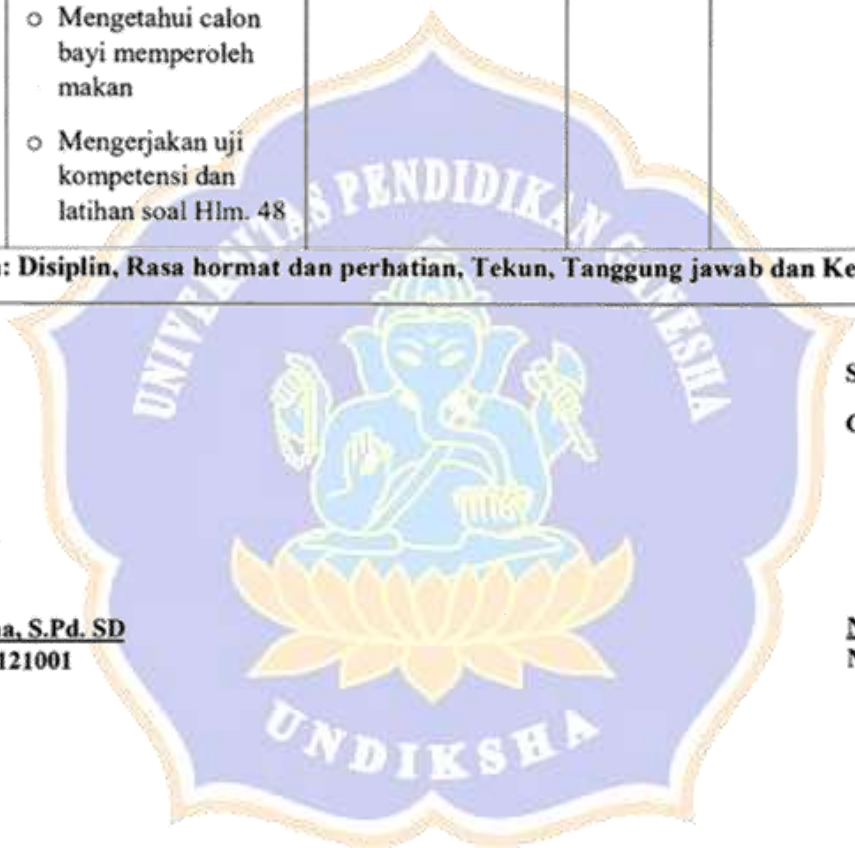 o Mengetahui calon
bayi memperoleh
makan
o Mengerjakan uji
kompetensi dan
latihan soal Hlm. 48
: Disiplin, Rasa hormat dan perhatian, Tekun, Tanggung jawab dan Ke
UNIVERSITAS PENDIDIKAN GANESHA
S
na, S.Pd. SD
121001
N
UNDIKSHA